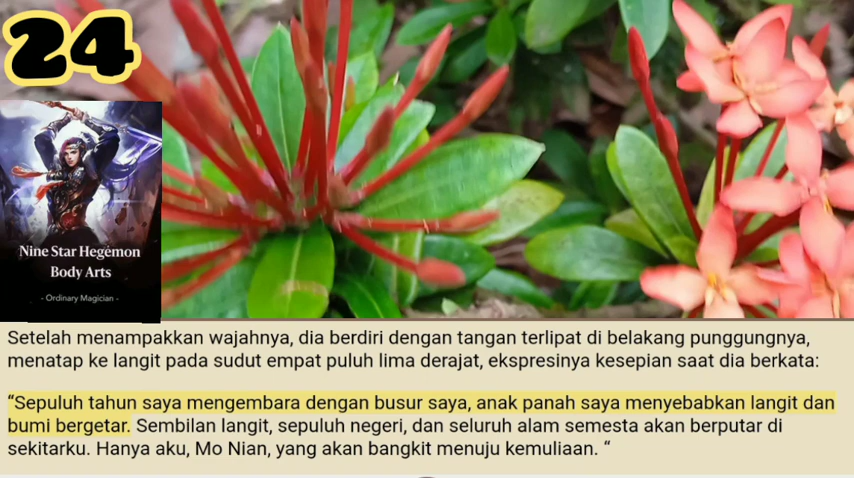 24
Nine Star Hegemon
Body Arts
- Ordinary Magician -
Setelah menampakkan wajahnya, dia berdiri dengan tangan terlipat di belakang punggungnya,
menatap ke langit pada sudut empat puluh lima derajat, ekspresinya kesepian saat dia berkata:
“Sepuluh tahun saya mengembara dengan busur saya, anak panah saya menyebabkan langit dan
bumi bergetar. Sembilan langit, sepuluh negeri, dan seluruh alam semesta akan berputar di
sekitarku. Hanya aku, Mo Nian, yang akan bangkit menuju kemuliaan. “